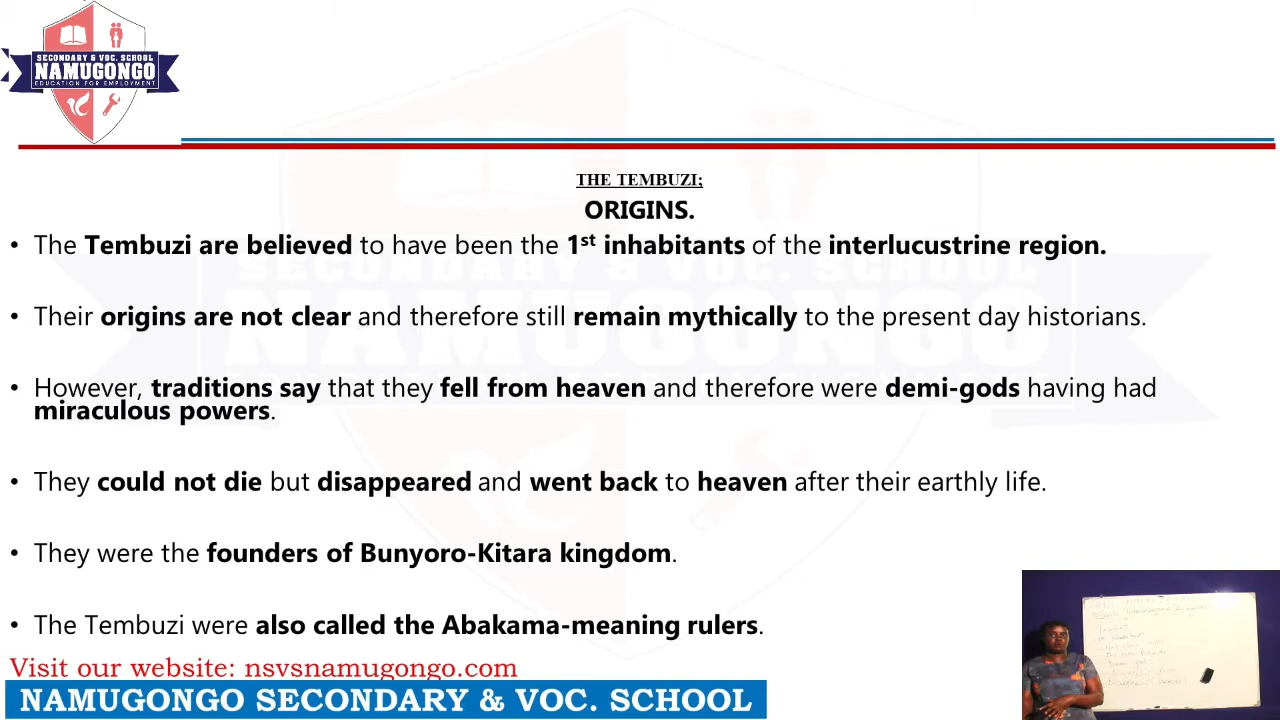 SECONDARY & VOC. SCHOOL
NAMUGONGO
EDUCATION FOR EMPLOYMENT
THE TEMBUZI;
ORIGINS.
• The Tembuzi are believed to have been the 1st inhabitants of the interlucustrine region.
• Their origins are not clear and therefore still remain mythically to the present day historians.
• However, traditions say that they fell from heaven and therefore were demi-gods having had
miraculous powers.
• They could not die but disappeared and went back to heaven after their earthly life.
• They were the founders of Bunyoro-Kitara kingdom.
• The Tembuzi were also called the Abakama-meaning rulers.
Visit our website: nsvsnamugongo.com
NAMUGONGO SECONDARY & VOC. SCHOOL